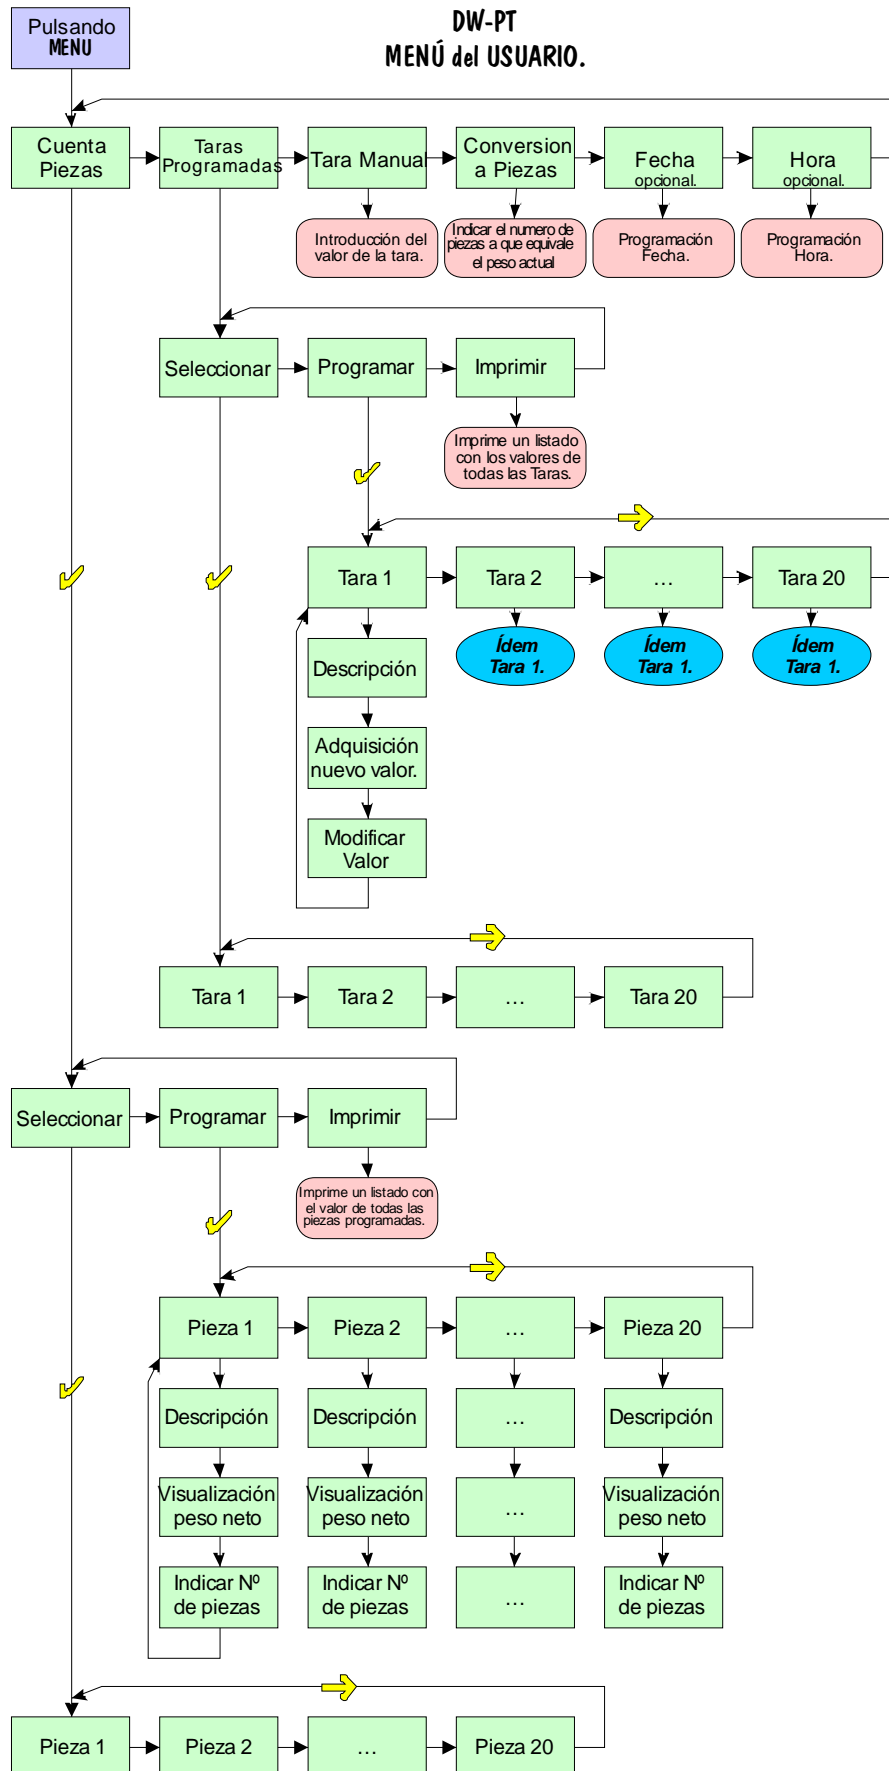 DW-PT
MENÚ del USUARIO.
Pulsando
MENU
Cuenta
Piezas
Taras
Programadas
Tara Manual
Conversion
a Piezas
Fecha
opcional.
Hora
opcional.
Introducción del
valor de la tara.
Indicar el numero de
piezas a que equivale
el peso actual
Programación
Fecha.
Programación
Hora.
Seleccionar
Programar
Imprimir
Imprime un listado
con los valores de
todas las Taras.
Tara 1
Tara 2
...
Tara 20
Ídem
Tara 1.
Ídem
Tara 1.
Ídem
Tara 1.
Descripción
Adquisición
nuevo valor.
Modificar
Valor
Tara 1
Tara 2
...
Tara 20
Seleccionar
Programar
Imprimir
Imprime un listado con
el valor de todas las
piezas programadas.
Pieza 1
Pieza 2
...
Pieza 20
Descripción
Descripción
...
Descripción
Visualización
peso neto
Visualización
peso neto
...
Visualización
peso neto
Indicar Nº
de piezas
Indicar Nº
de piezas
...
Indicar Nº
de piezas
Pieza 1
Pieza 2
...
Pieza 20